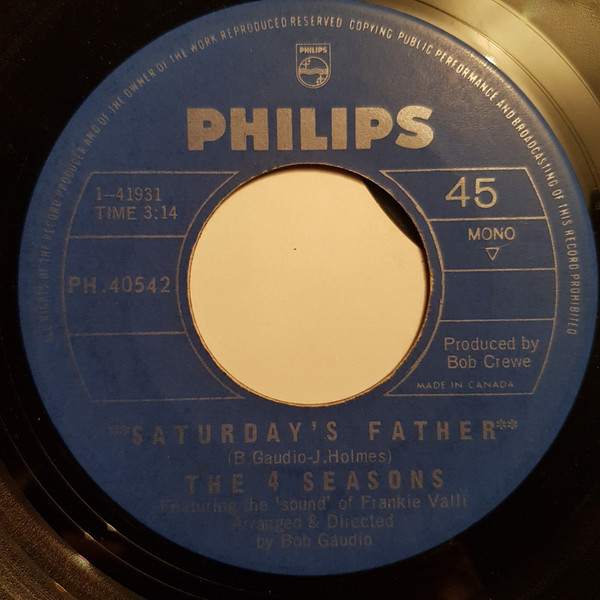 ALL RIGHTS OF THE RECORD PRODUCER AND OF THE OWNER OF THE WORK REPRODUCED RESERVED COPYING PUBLIC PERFORMANCE AND BROADCASTING OF THIS RECORD PROHIBITED
PHILIPS
PHILIPS
1-41931
TIME 3:14
PH.40542
45
MONO
Produced by
Bob Crewe
MADE IN CANADA
**SATURDAY'S FATHER**
(B.Gaudio-J.Holmes)
THE 4 SEASONS
Featuring the 'sound' of Frankie Valli
Arranged & Directed
by Bob Gaudio